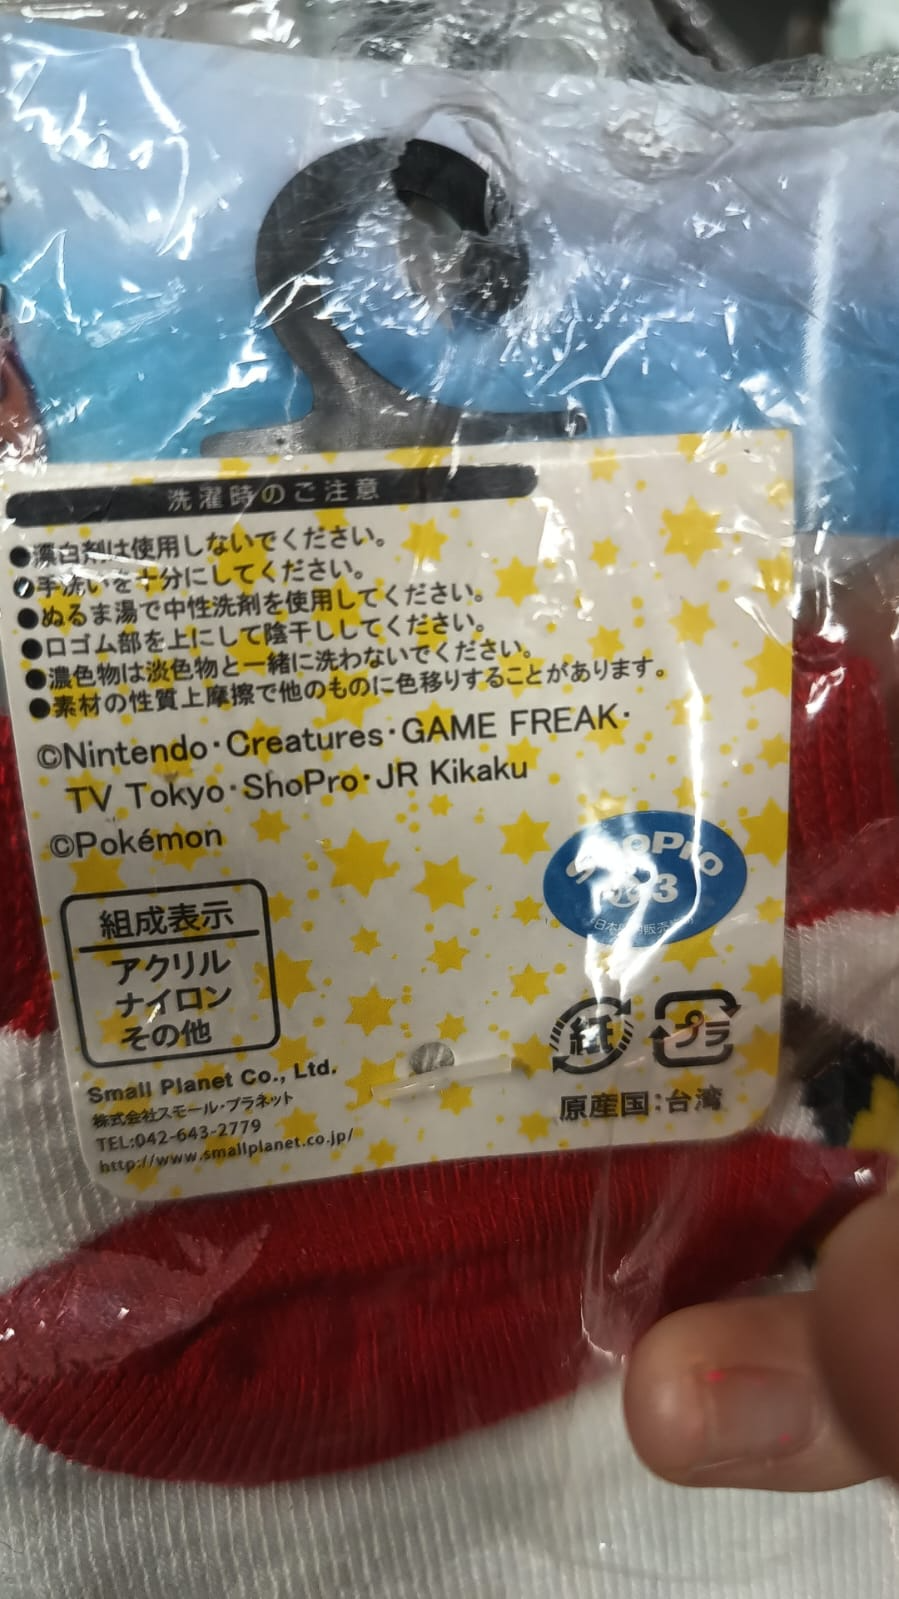 洗濯時のご注意
●漂白剤は使用しないでください。
●手洗いを十分にしてください。
●ぬるま湯で中性洗剤を使用してください。
●口ゴム部を上にして陰干ししてください。
●濃色物は淡色物と一緒に洗わないでください。
●素材の性質上摩擦で他のものに色移りすることがあります。
©Nintendo・Creatures・GAME FREAK・
TV Tokyo・ShoPro・JR Kikaku
©Pokémon
ShoPro
組成表示
アクリル
ナイロン
その他
紙
プラ
Small Planet Co., Ltd.
株式会社スモール・プラネット
TEL:042-643-2779
http://www.smallplanet.co.jp/
原産国:台湾